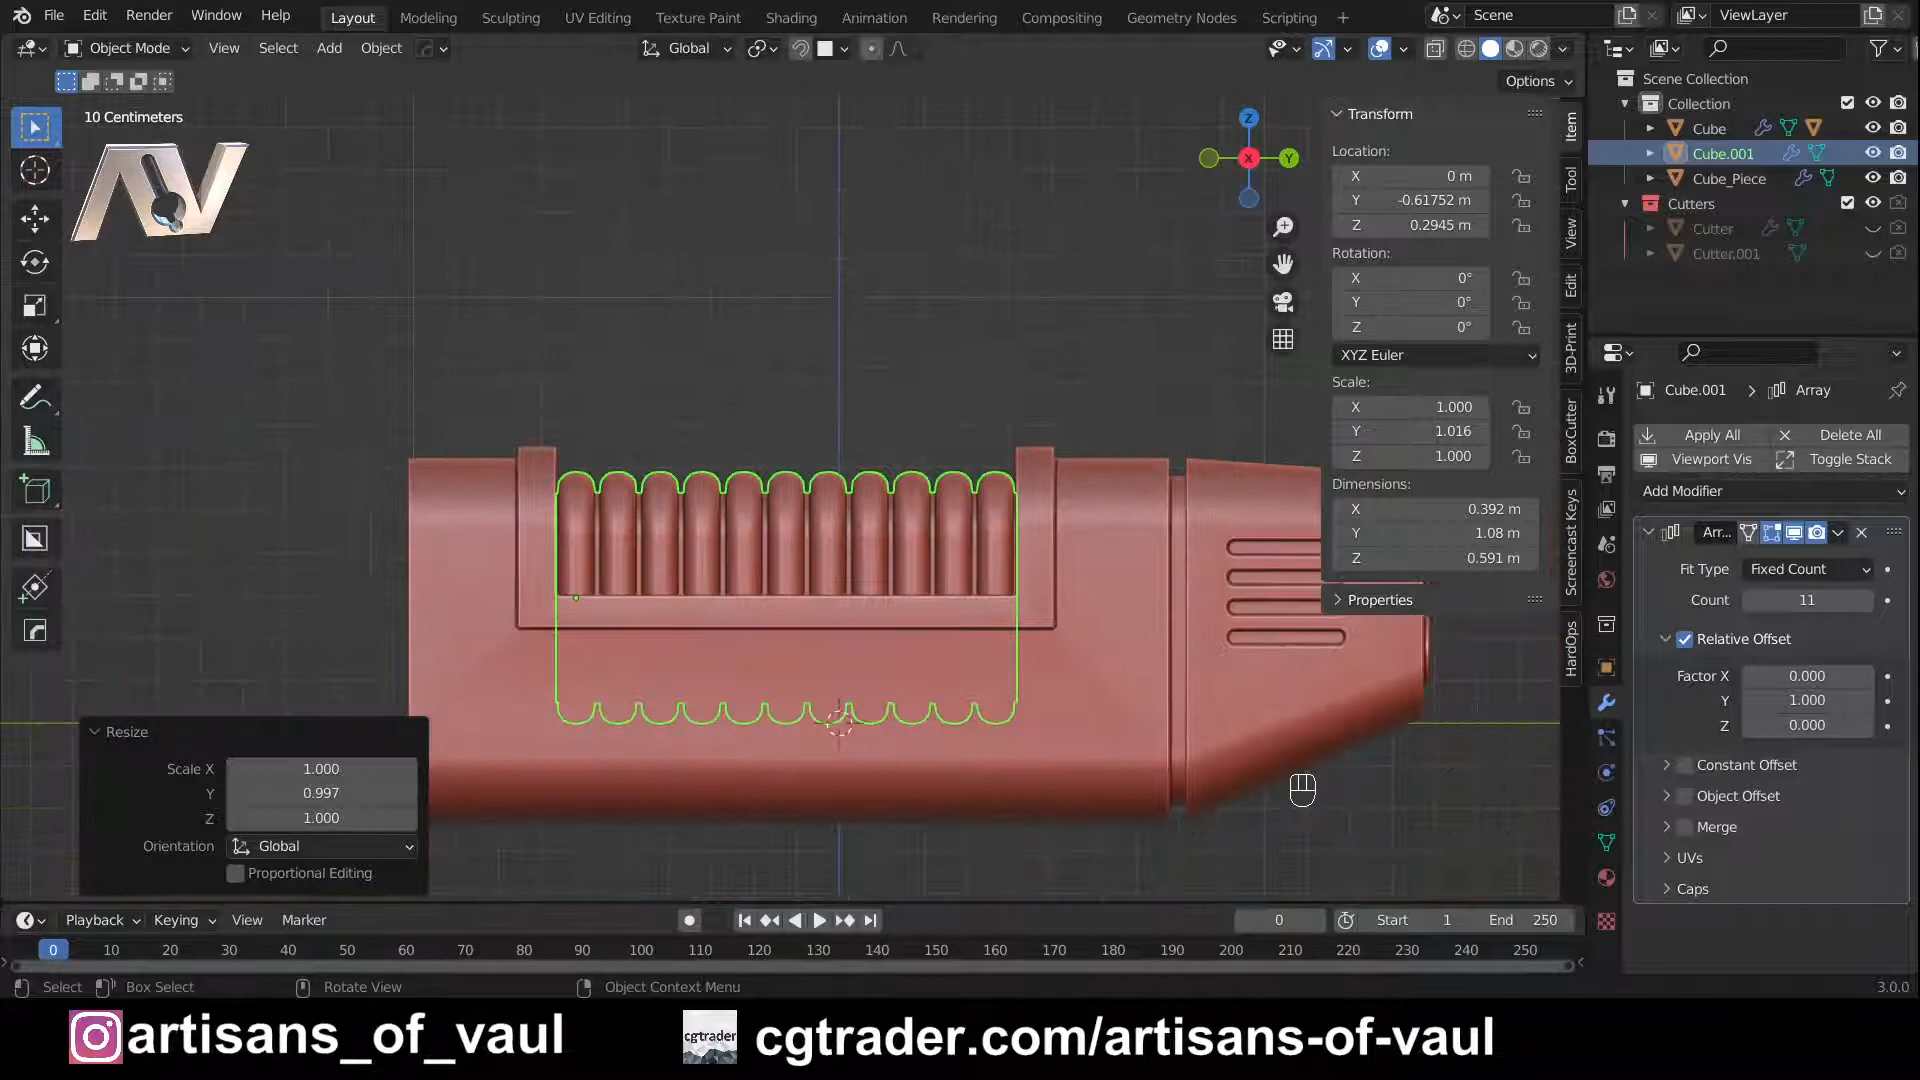 File Edit Render Window Help Layout Modeling Sculpting UV Editing Texture Paint Shading Animation Rendering Compositing Geometry Nodes Scripting + Scene ViewLayer
Object Mode View Select Add Object Global
Options
10 Centimeters
Z
X
Y
Transform
Location:
X 0 m
Y -0.61752 m
Z 0.2945 m
Rotation:
X 0°
Y 0°
Z 0°
XYZ Euler
Scale:
X 1.000
Y 1.016
Z 1.000
Dimensions:
X 0.392 m
Y 1.08 m
Z 0.591 m
Properties
Item
Tool
View
Edit
3D-Print
BoxCutter
Screencast Keys
HardOps
Scene Collection
Collection
Cube
Cube.001
Cube_Piece
Cutters
Cutter
Cutter.001
Cube.001 Array
Apply All Delete All
Viewport Vis Toggle Stack
Add Modifier
Arr...
Fit Type Fixed Count
Count 11
Relative Offset
Factor X 0.000
Y 1.000
Z 0.000
Constant Offset
Object Offset
Merge
UVs
Caps
Resize
Scale X 1.000
Y 0.997
Z 1.000
Orientation Global
Proportional Editing
Playback Keying View Marker 0 Start 1 End 250
0 10 20 30 40 50 60 70 80 90 100 110 120 130 140 150 160 170 180 190 200 210 220 230 240 250
Select Box Select Rotate View Object Context Menu 3.0.0
artisans_of_vaul cgtrader cgtrader.com/artisans-of-vaul